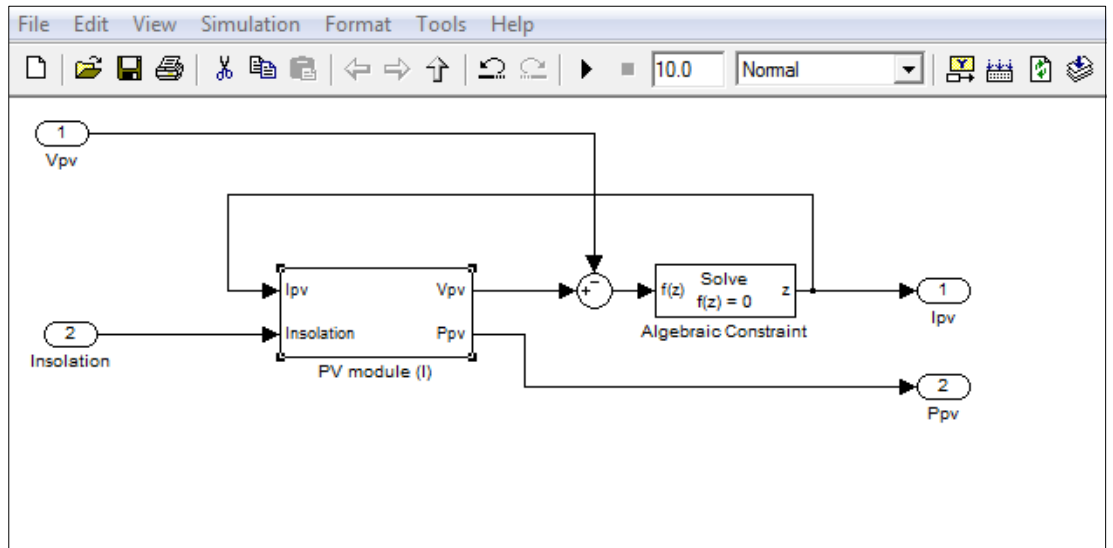 File Edit View Simulation Format Tools Help
10.0 Normal
1
Vpv
Ipv Vpv
Insolation Ppv
PV module (I)
2
Insolation
+ −
f(z) Solve z
f(z) = 0
Algebraic Constraint
1
Ipv
2
Ppv